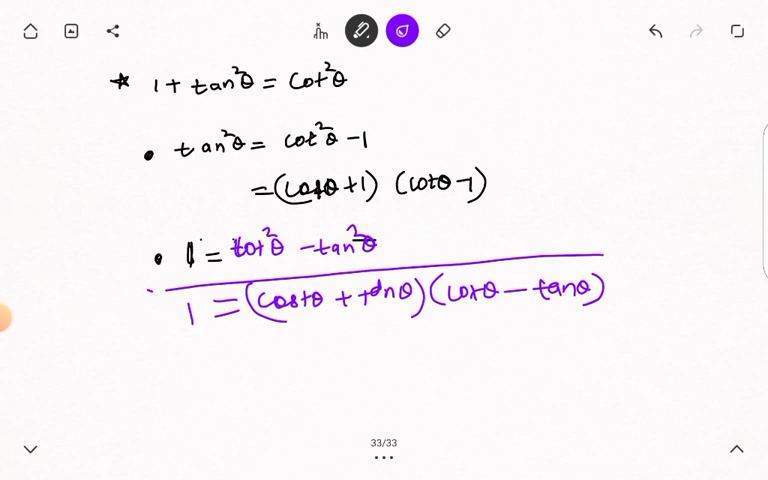 * 1 + tan²θ = cot²θ
• tan²θ = cot²θ - 1
= (cotθ + 1) (cotθ - 1)
• 1 = cot²θ - tan²θ
1 = (costθ + tanθ)(cotθ - tanθ)
33/33